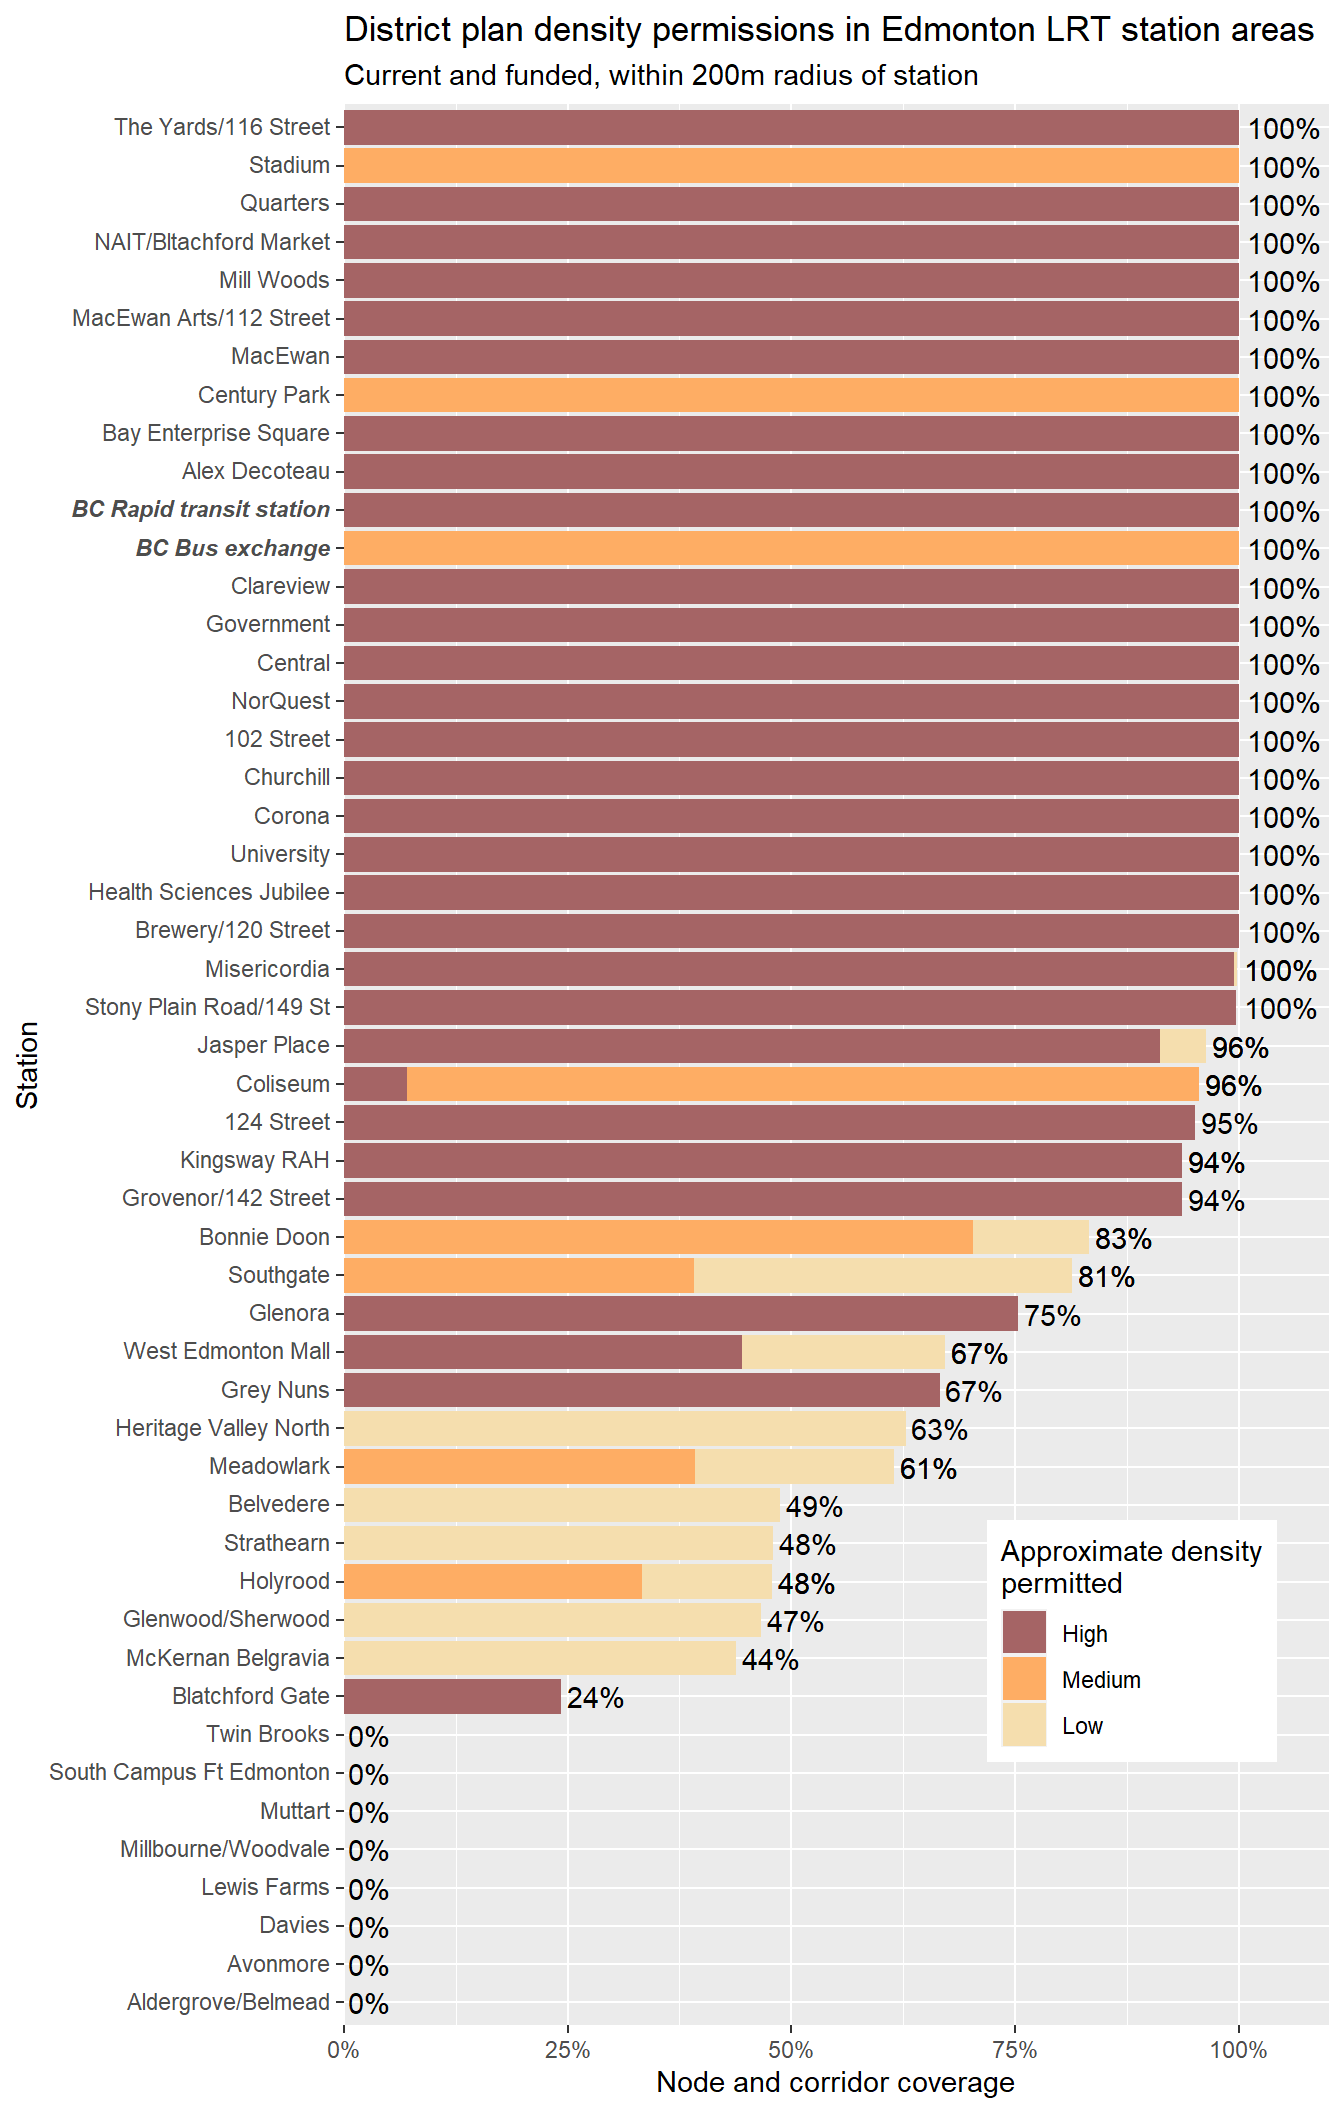 District plan density permissions in Edmonton LRT station areas
Current and funded, within 200m radius of station
The Yards/116 Street 100%
Stadium 100%
Quarters 100%
NAIT/Bltachford Market 100%
Mill Woods 100%
MacEwan Arts/112 Street 100%
MacEwan 100%
Century Park 100%
Bay Enterprise Square 100%
Alex Decoteau 100%
BC Rapid transit station 100%
BC Bus exchange 100%
Clareview 100%
Government 100%
Central 100%
NorQuest 100%
102 Street 100%
Churchill 100%
Corona 100%
University 100%
Health Sciences Jubilee 100%
Brewery/120 Street 100%
Misericordia 100%
Stony Plain Road/149 St 100%
Jasper Place 96%
Coliseum 96%
124 Street 95%
Kingsway RAH 94%
Grovenor/142 Street 94%
Bonnie Doon 83%
Southgate 81%
Glenora 75%
West Edmonton Mall 67%
Grey Nuns 67%
Heritage Valley North 63%
Meadowlark 61%
Belvedere 49%
Strathearn 48%
Holyrood 48%
Glenwood/Sherwood 47%
McKernan Belgravia 44%
Blatchford Gate 24%
Twin Brooks 0%
South Campus Ft Edmonton 0%
Muttart 0%
Millbourne/Woodvale 0%
Lewis Farms 0%
Davies 0%
Avonmore 0%
Aldergrove/Belmead 0%
Station
Approximate density
permitted
High
Medium
Low
0% 25% 50% 75% 100%
Node and corridor coverage